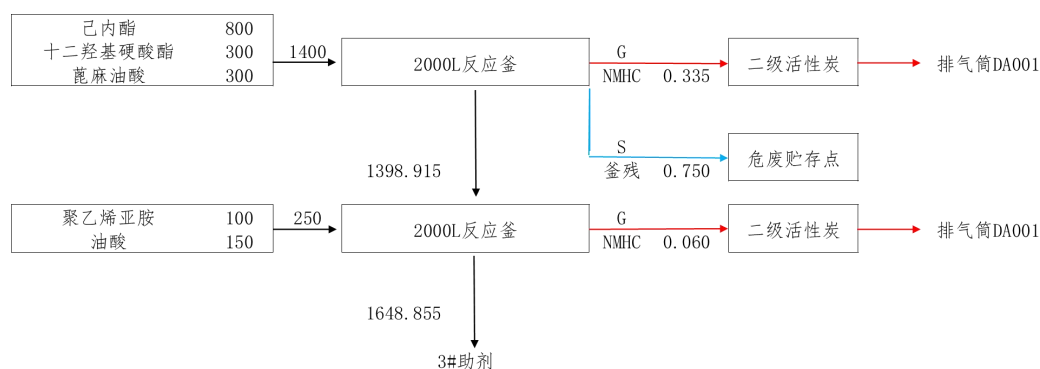 己内酯 800
十二羟基硬酸酯 300
蓖麻油酸 300
1400
2000L反应釜
G
NMHC 0.335
二级活性炭
排气筒DA001
S
釜残 0.750
危废贮存点
1398.915
聚乙烯亚胺 100
油酸 150
250
2000L反应釜
G
NMHC 0.060
二级活性炭
排气筒DA001
1648.855
3#助剂